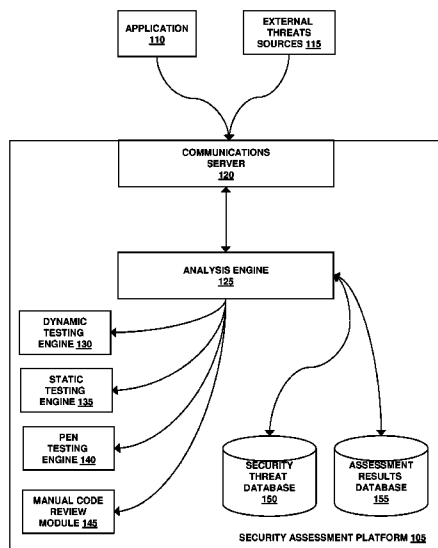 APPLICATION
110
EXTERNAL
THREATS
SOURCES 115
COMMUNICATIONS
SERVER
120
ANALYSIS ENGINE
125
DYNAMIC
TESTING
ENGINE 130
STATIC
TESTING
ENGINE 135
PEN
TESTING
ENGINE 140
MANUAL CODE
REVIEW
MODULE 145
SECURITY
THREAT
DATABASE
150
ASSESSMENT
RESULTS
DATABASE
155
SECURITY ASSESSMENT PLATFORM 105